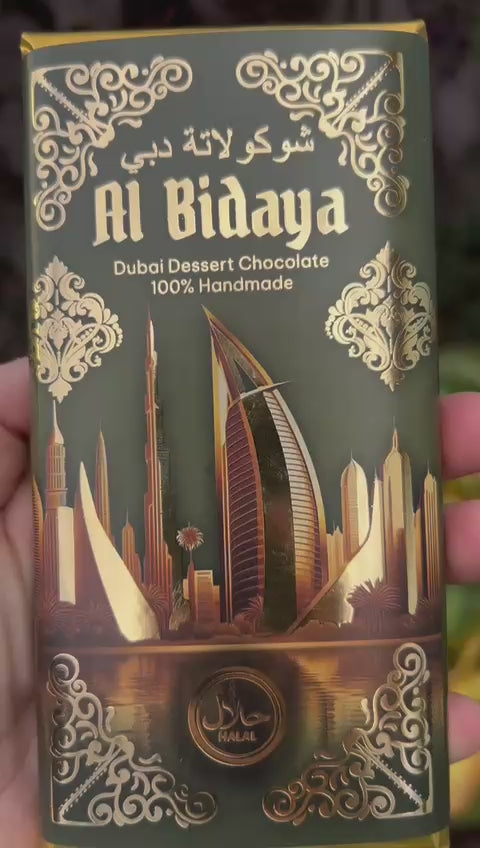 شوكولاتة دبي
Al Bidaya
Dubai Dessert Chocolate
100% Handmade
حلال
HALAL